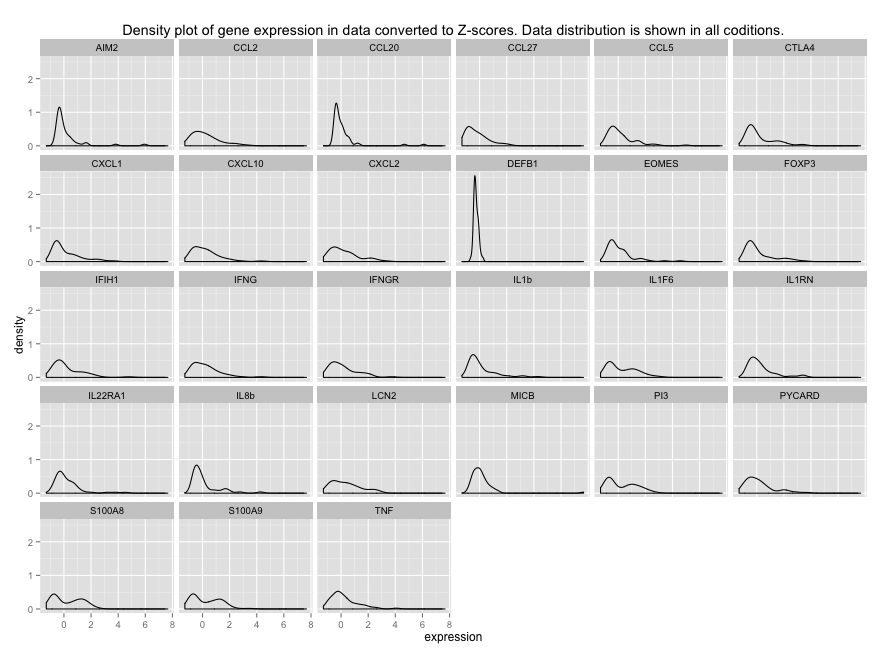 Density plot of gene expression in data converted to Z-scores. Data distribution is shown in all coditions.
AIM2 CCL2 CCL20 CCL27 CCL5 CTLA4
2
1
0
CXCL1 CXCL10 CXCL2 DEFB1 EOMES FOXP3
2
1
0
IFIH1 IFNG IFNGR IL1b IL1F6 IL1RN
2
1
0
density
IL22RA1 IL8b LCN2 MICB PI3 PYCARD
2
1
0
S100A8 S100A9 TNF
2
1
0
0 2 4 6 8 0 2 4 6 8 0 2 4 6 8
expression